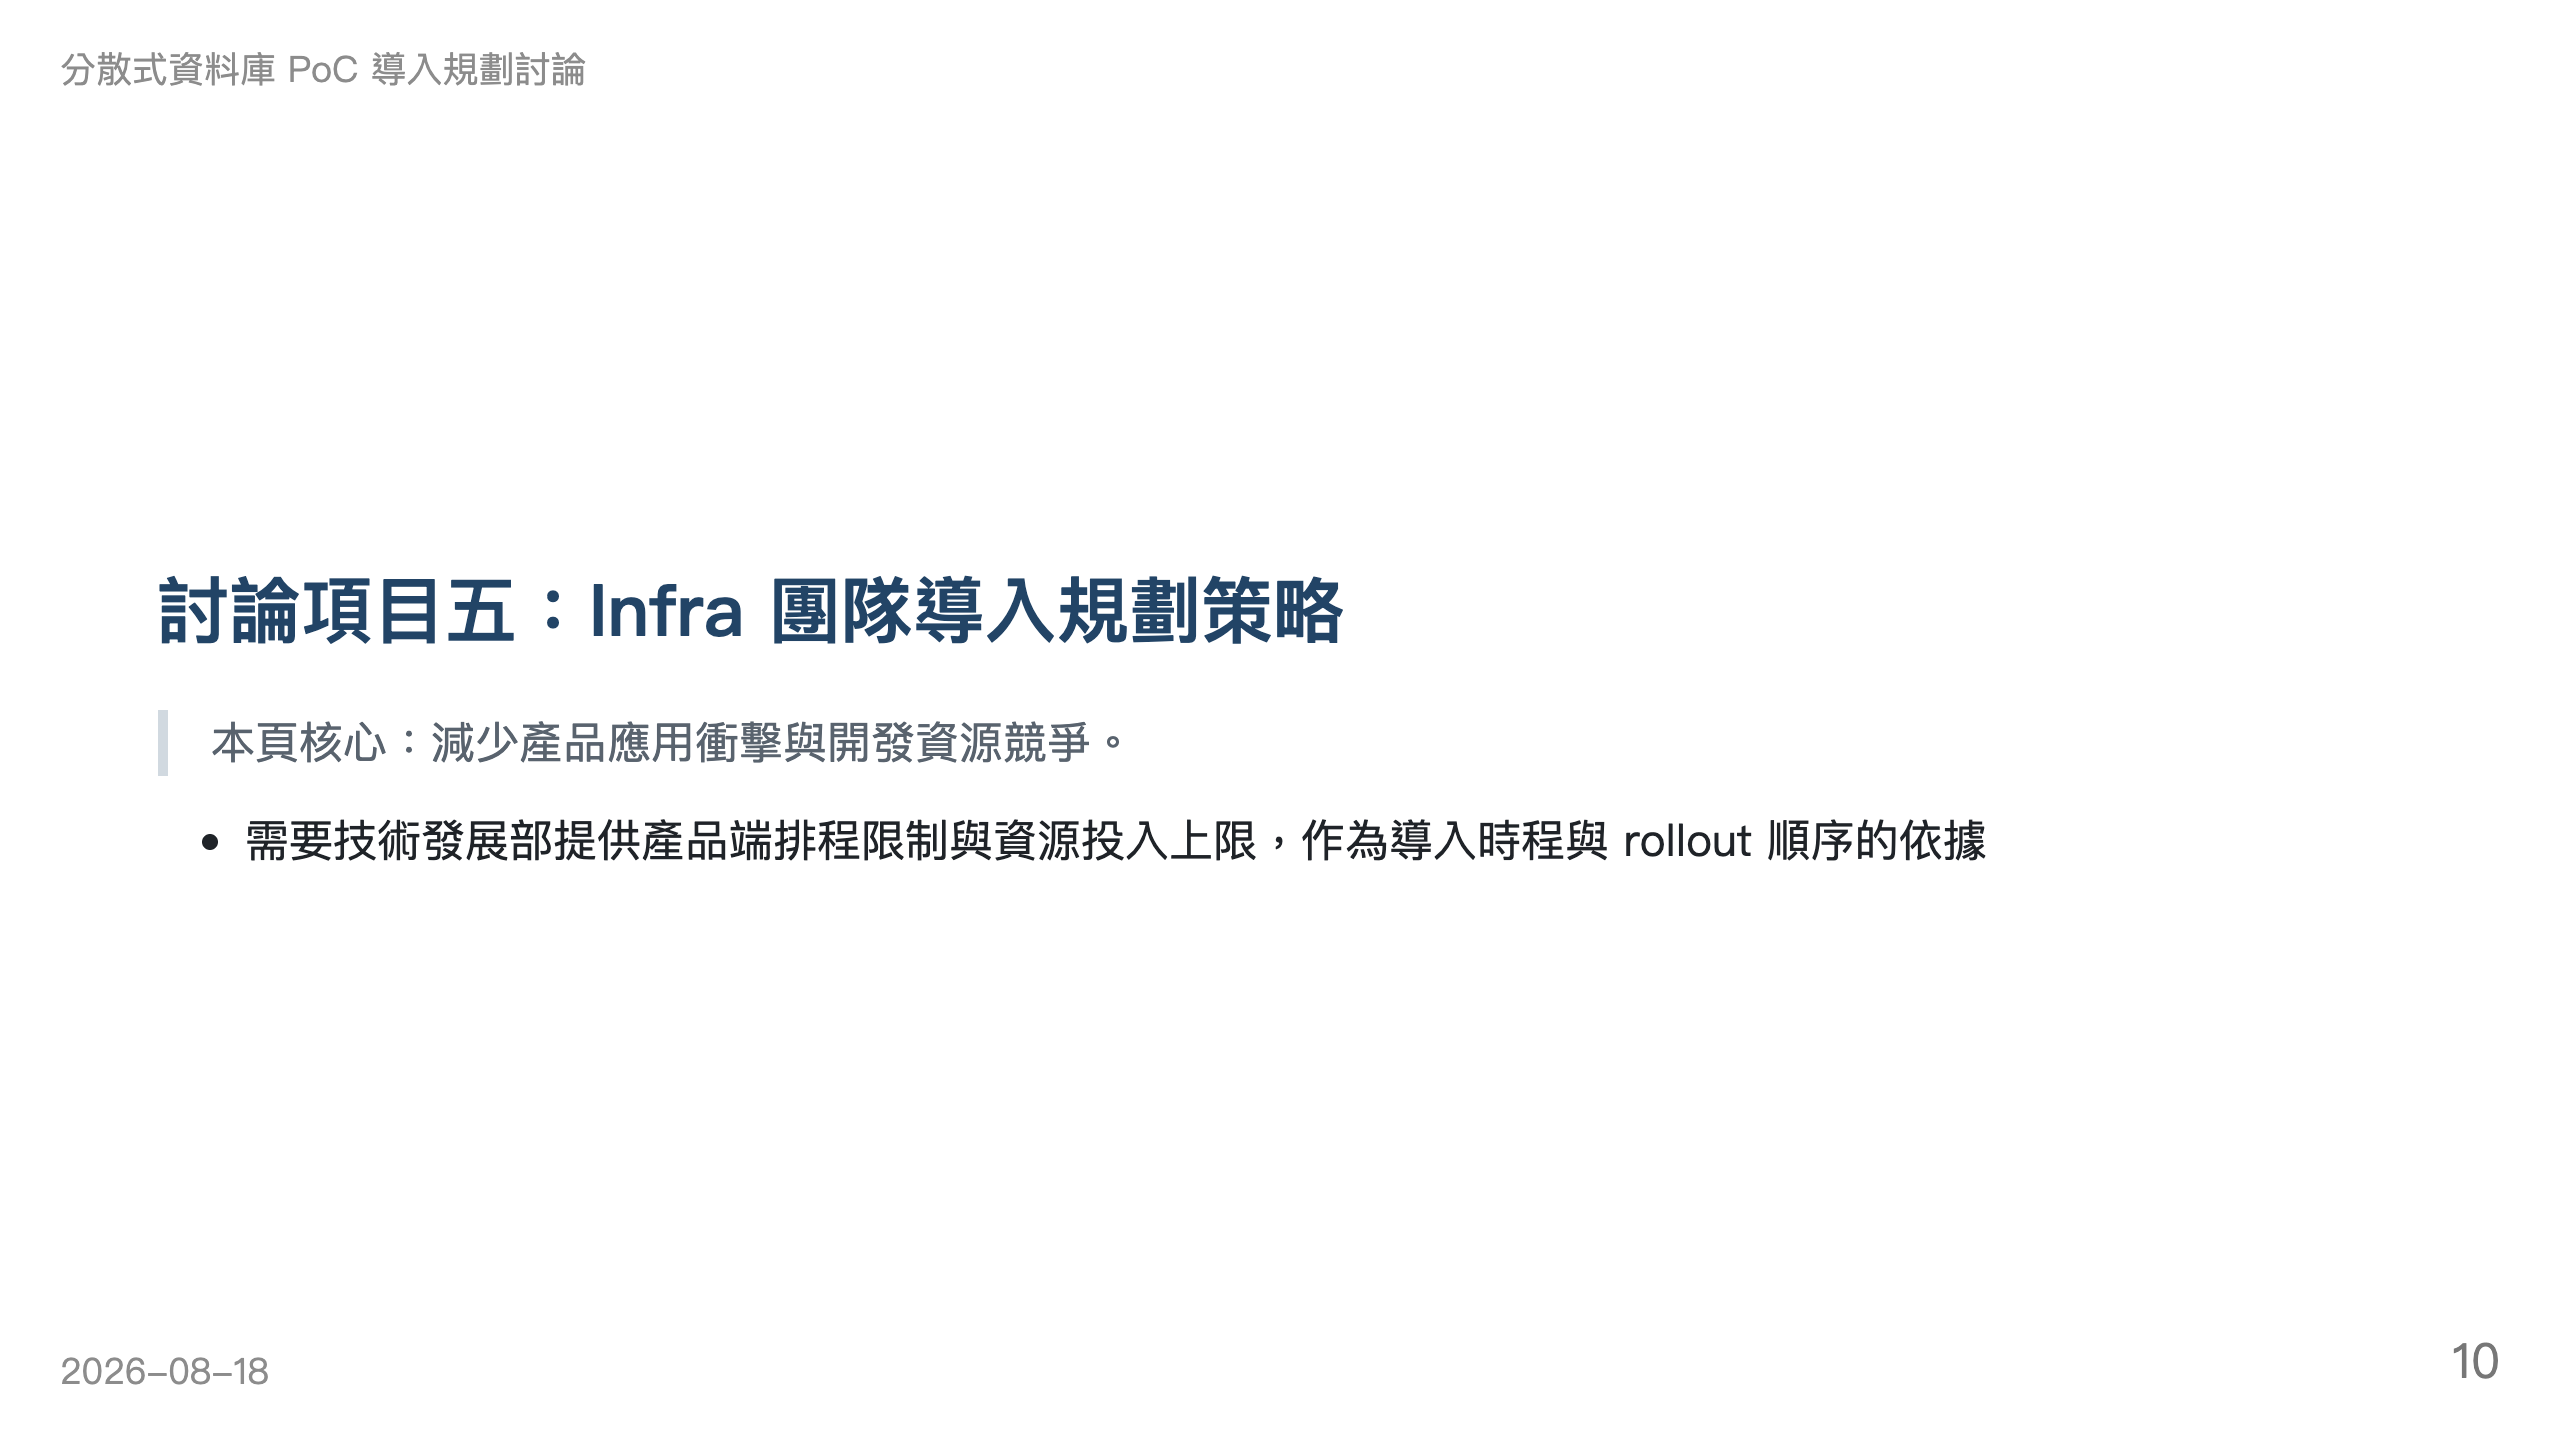 分散式資料庫 PoC 導入規劃討論
討論項目五：Infra 團隊導入規劃策略
本頁核心：減少產品應用衝擊與開發資源競爭。
• 需要技術發展部提供產品端排程限制與資源投入上限，作為導入時程與 rollout 順序的依據
2026-08-18
10